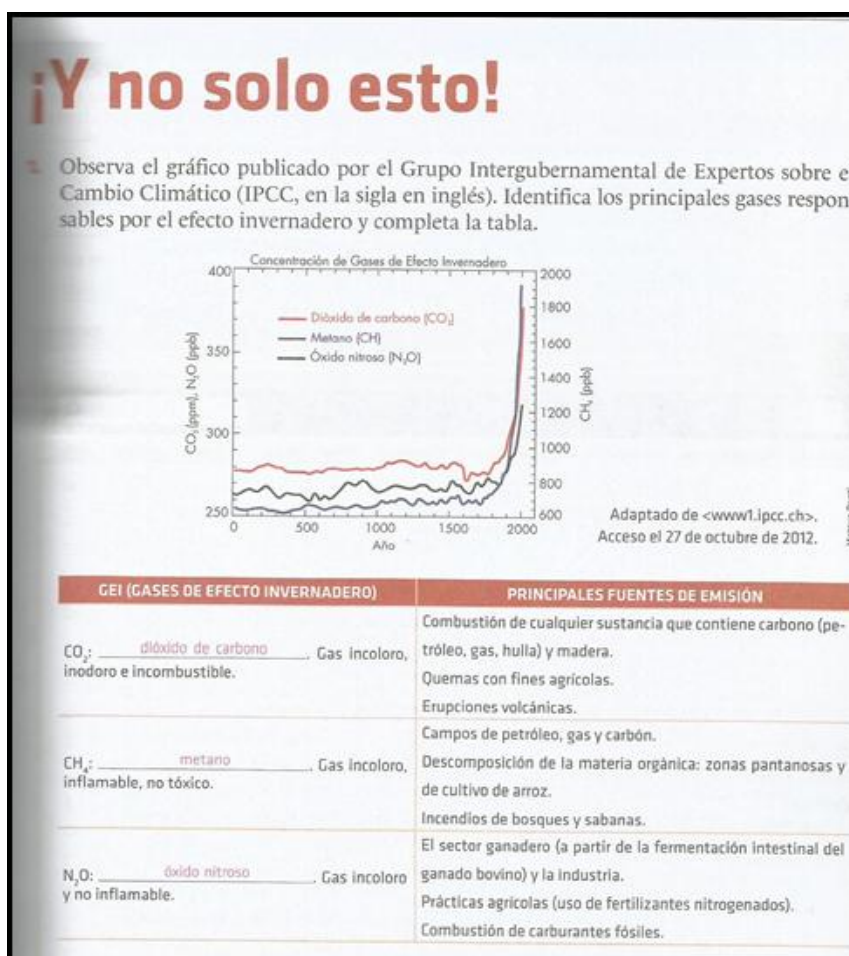 ¡Y no solo esto!
Observa el gráfico publicado por el Grupo Intergubernamental de Expertos sobre e
Cambio Climático (IPCC, en la sigla en inglés). Identifica los principales gases respon
sables por el efecto invernadero y completa la tabla.
Concentración de Gases de Efecto Invernadero
400
350
300
250
CO₂ (ppm), N₂O (ppb)
Dióxido de carbono (CO₂)
Metano (CH)
Óxido nitroso (N₂O)
2000
1800
1600
1400
1200
1000
800
600
CH₄ (ppb)
0 500 1000 1500 2000
Año
Adaptado de <www1.ipcc.ch>.
Acceso el 27 de octubre de 2012.
GEI (GASES DE EFECTO INVERNADERO)
PRINCIPALES FUENTES DE EMISIÓN
CO₂: dióxido de carbono. Gas incoloro,
inodoro e incombustible.
Combustión de cualquier sustancia que contiene carbono (pe-
tróleo, gas, hulla) y madera.
Quemas con fines agrícolas.
Erupciones volcánicas.
CH₄: metano. Gas incoloro,
inflamable, no tóxico.
Campos de petróleo, gas y carbón.
Descomposición de la materia orgánica: zonas pantanosas y
de cultivo de arroz.
Incendios de bosques y sabanas.
N₂O: óxido nitroso. Gas incoloro
y no inflamable.
El sector ganadero (a partir de la fermentación intestinal del
ganado bovino) y la industria.
Prácticas agrícolas (uso de fertilizantes nitrogenados).
Combustión de carburantes fósiles.